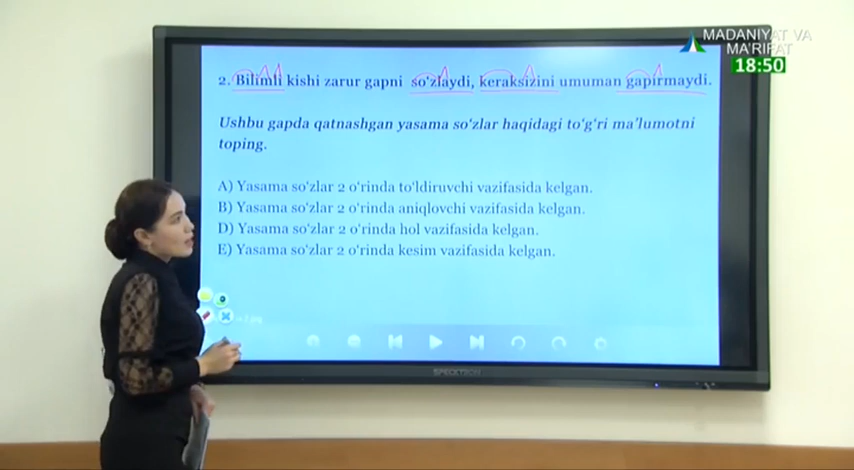 MADANIYAT VA
MA'RIFAT
18:50
2. Bilimli kishi zarur gapni so‘zlaydi, keraksizini umuman gapirmaydi.
Ushbu gapda qatnashgan yasama so‘zlar haqidagi to‘g‘ri ma’lumotni
toping.
A) Yasama so‘zlar 2 o‘rinda to‘ldiruvchi vazifasida kelgan.
B) Yasama so‘zlar 2 o‘rinda aniqlovchi vazifasida kelgan.
D) Yasama so‘zlar 2 o‘rinda hol vazifasida kelgan.
E) Yasama so‘zlar 2 o‘rinda kesim vazifasida kelgan.